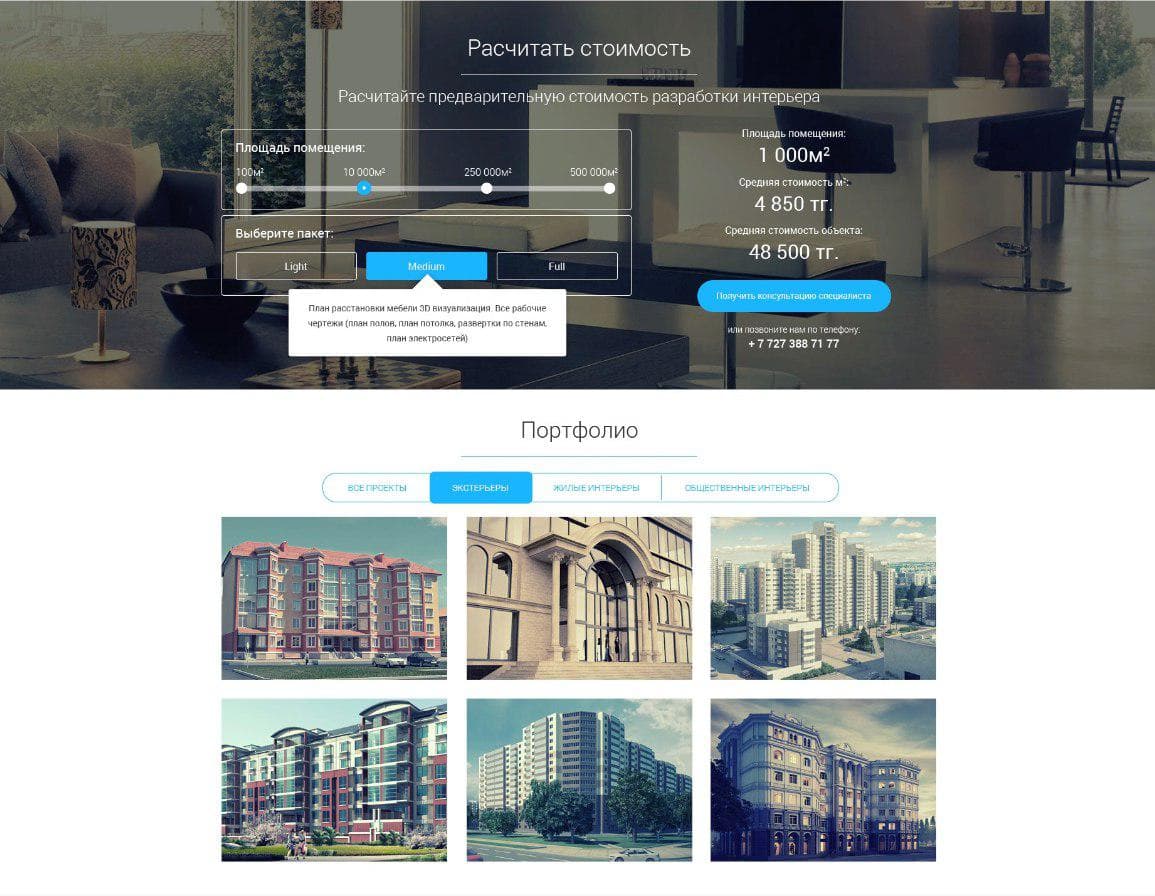 Расчитать стоимость
Расчитайте предварительную стоимость разработки интерьера
Площадь помещения:
100м²
10 000м²
250 000м²
500 000м²
Выберите пакет:
Light
Medium
Full
План расстановки мебели 3D визуализация. Все рабочие
чертежи (план полов, план потолка, развертки по стенам,
план электросетей)
Площадь помещения:
1 000м²
Средняя стоимость м²:
4 850 тг.
Средняя стоимость объекта:
48 500 тг.
Получить консультацию специалиста
или позвоните нам по телефону:
+ 7 727 388 71 77
Портфолио
ВСЕ ПРОЕКТЫ
ЭКСТЕРЬЕРЫ
ЖИЛЫЕ ИНТЕРЬЕРЫ
ОБЩЕСТВЕННЫЕ ИНТЕРЬЕРЫ